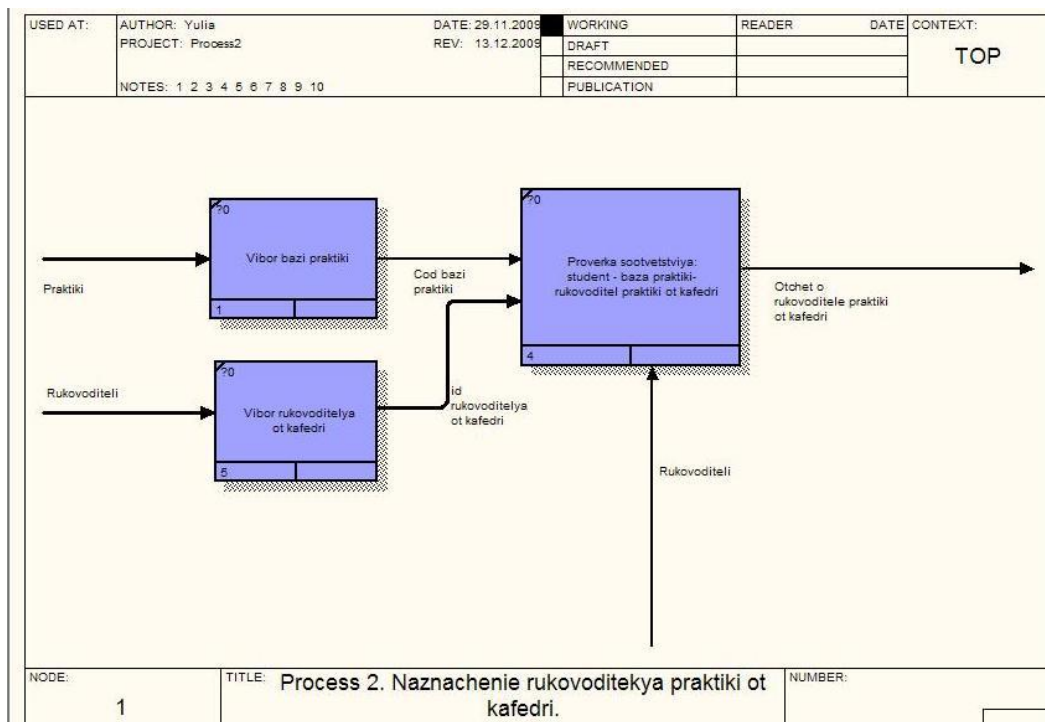 USED AT:
AUTHOR: Yulia
DATE: 29.11.2009
PROJECT: Process2
REV: 13.12.2009
NOTES: 1 2 3 4 5 6 7 8 9 10
WORKING
DRAFT
RECOMMENDED
PUBLICATION
READER
DATE
CONTEXT:
TOP
?0
Vibor bazi praktiki
1
Praktiki
Cod bazi
praktiki
?0
Proverka sootvetstviya:
student - baza praktiki-
rukovoditel praktiki ot kafedri
4
Otchet o
rukovoditele praktiki
ot kafedri
Rukovoditeli
?0
Vibor rukovoditelya
ot kafedri
5
id
rukovoditelya
ot kafedri
Rukovoditeli
NODE:
1
TITLE:
Process 2. Naznachenie rukovoditekya praktiki ot
kafedri.
NUMBER: